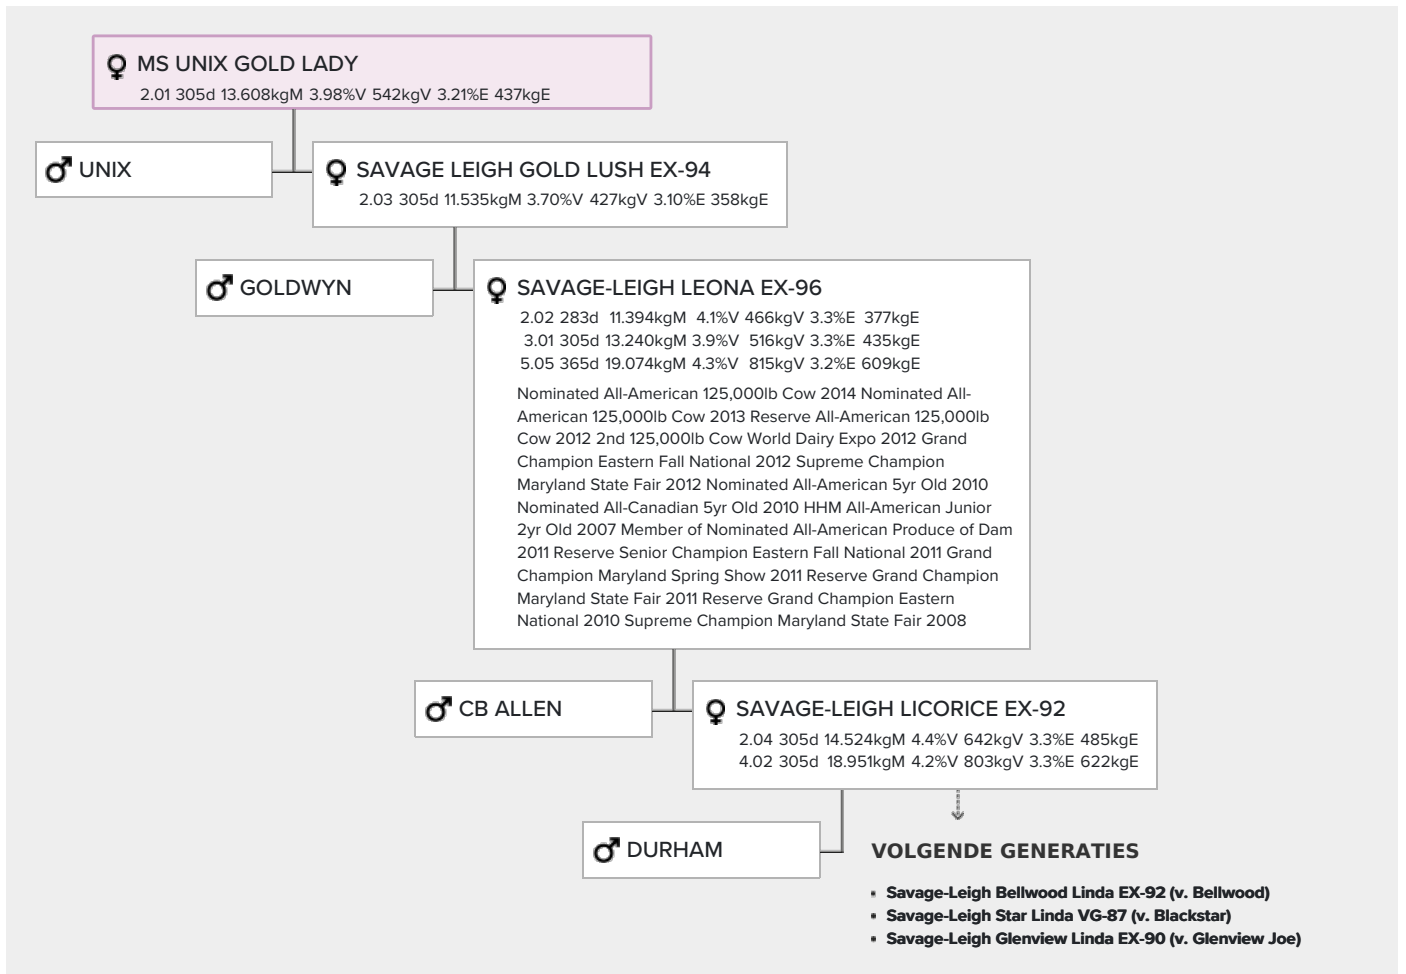 MS UNIX GOLD LADY
2.01 305d 13.608kgM 3.98%V 542kgV 3.21%E 437kgE
UNIX
SAVAGE LEIGH GOLD LUSH EX-94
2.03 305d 11.535kgM 3.70%V 427kgV 3.10%E 358kgE
GOLDWYN
SAVAGE-LEIGH LEONA EX-96
2.02 283d 11.394kgM 4.1%V 466kgV 3.3%E 377kgE
3.01 305d 13.240kgM 3.9%V 516kgV 3.3%E 435kgE
5.05 365d 19.074kgM 4.3%V 815kgV 3.2%E 609kgE
Nominated All-American 125,000lb Cow 2014 Nominated All-
American 125,000lb Cow 2013 Reserve All-American 125,000lb
Cow 2012 2nd 125,000lb Cow World Dairy Expo 2012 Grand
Champion Eastern Fall National 2012 Supreme Champion
Maryland State Fair 2012 Nominated All-American 5yr Old 2010
Nominated All-Canadian 5yr Old 2010 HHM All-American Junior
2yr Old 2007 Member of Nominated All-American Produce of Dam
2011 Reserve Senior Champion Eastern Fall National 2011 Grand
Champion Maryland Spring Show 2011 Reserve Grand Champion
Maryland State Fair 2011 Reserve Grand Champion Eastern
National 2010 Supreme Champion Maryland State Fair 2008
CB ALLEN
SAVAGE-LEIGH LICORICE EX-92
2.04 305d 14.524kgM 4.4%V 642kgV 3.3%E 485kgE
4.02 305d 18.951kgM 4.2%V 803kgV 3.3%E 622kgE
DURHAM
VOLGENDE GENERATIES
• Savage-Leigh Bellwood Linda EX-92 (v. Bellwood)
• Savage-Leigh Star Linda VG-87 (v. Blackstar)
• Savage-Leigh Glenview Linda EX-90 (v. Glenview Joe)